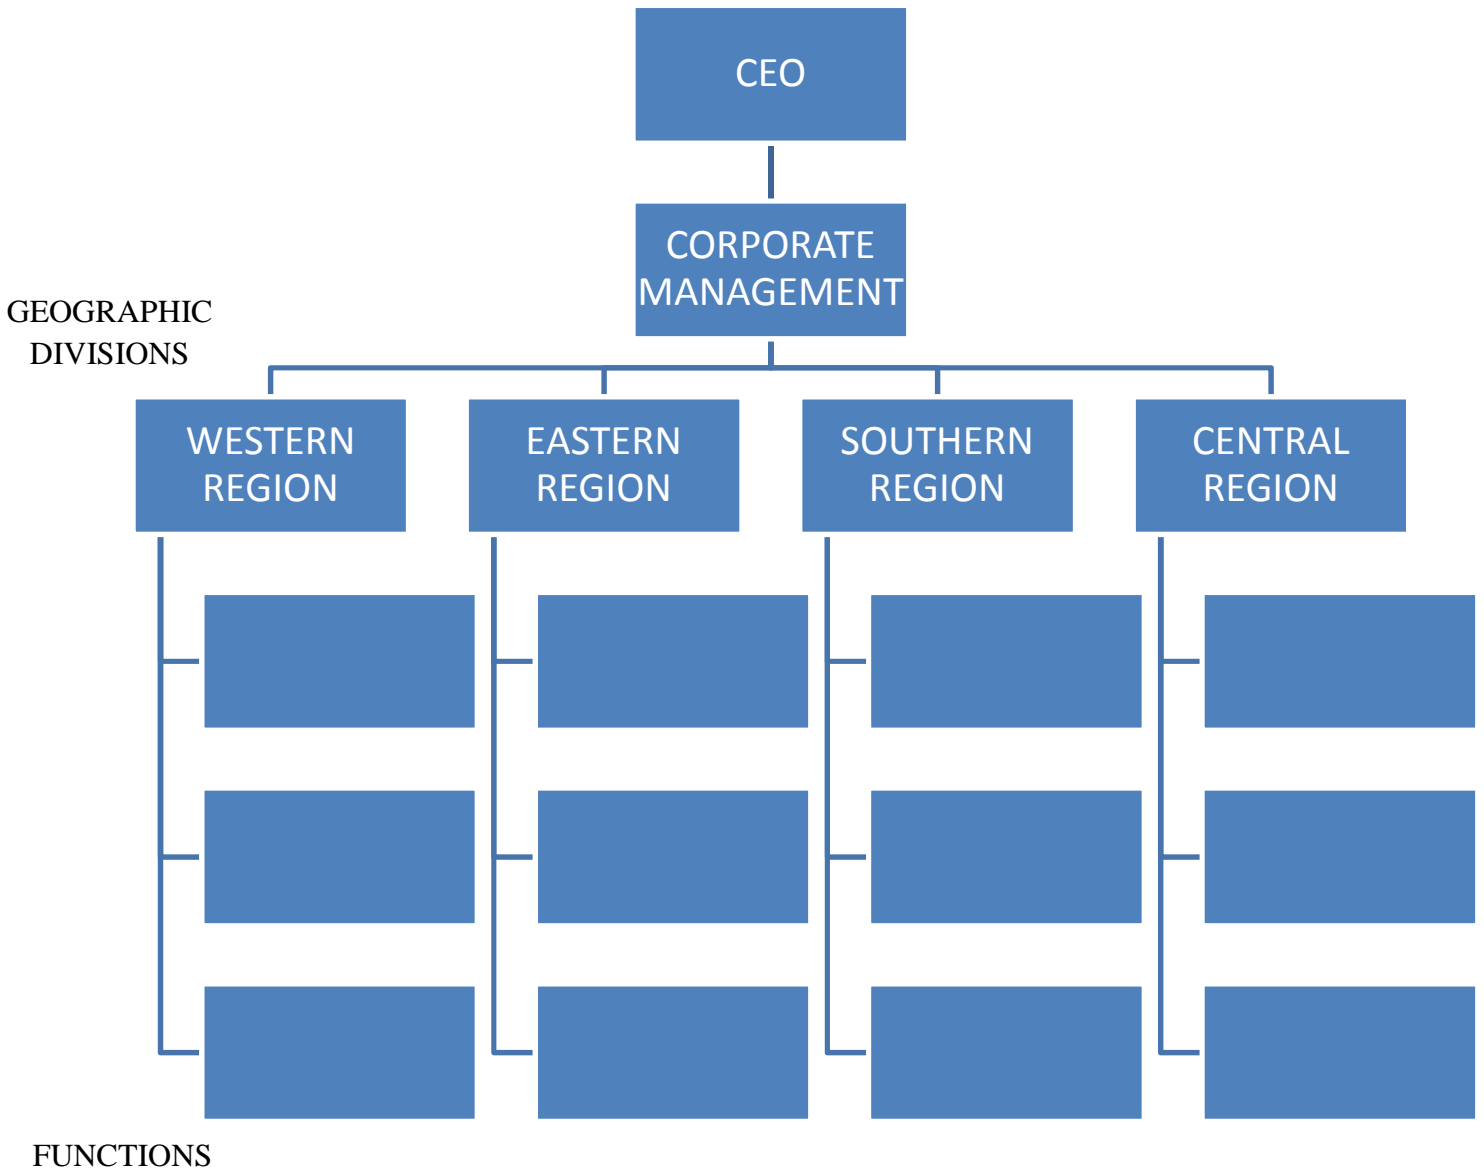 CEO
CORPORATE
MANAGEMENT
GEOGRAPHIC
DIVISIONS
WESTERN
REGION
EASTERN
REGION
SOUTHERN
REGION
CENTRAL
REGION
FUNCTIONS